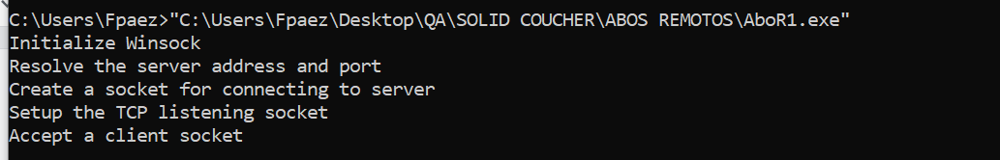 C:\Users\Fpaez>"C:\Users\Fpaez\Desktop\QA\SOLID COUCHER\ABOS REMOTOS\AboR1.exe"
Initialize Winsock
Resolve the server address and port
Create a socket for connecting to server
Setup the TCP listening socket
Accept a client socket